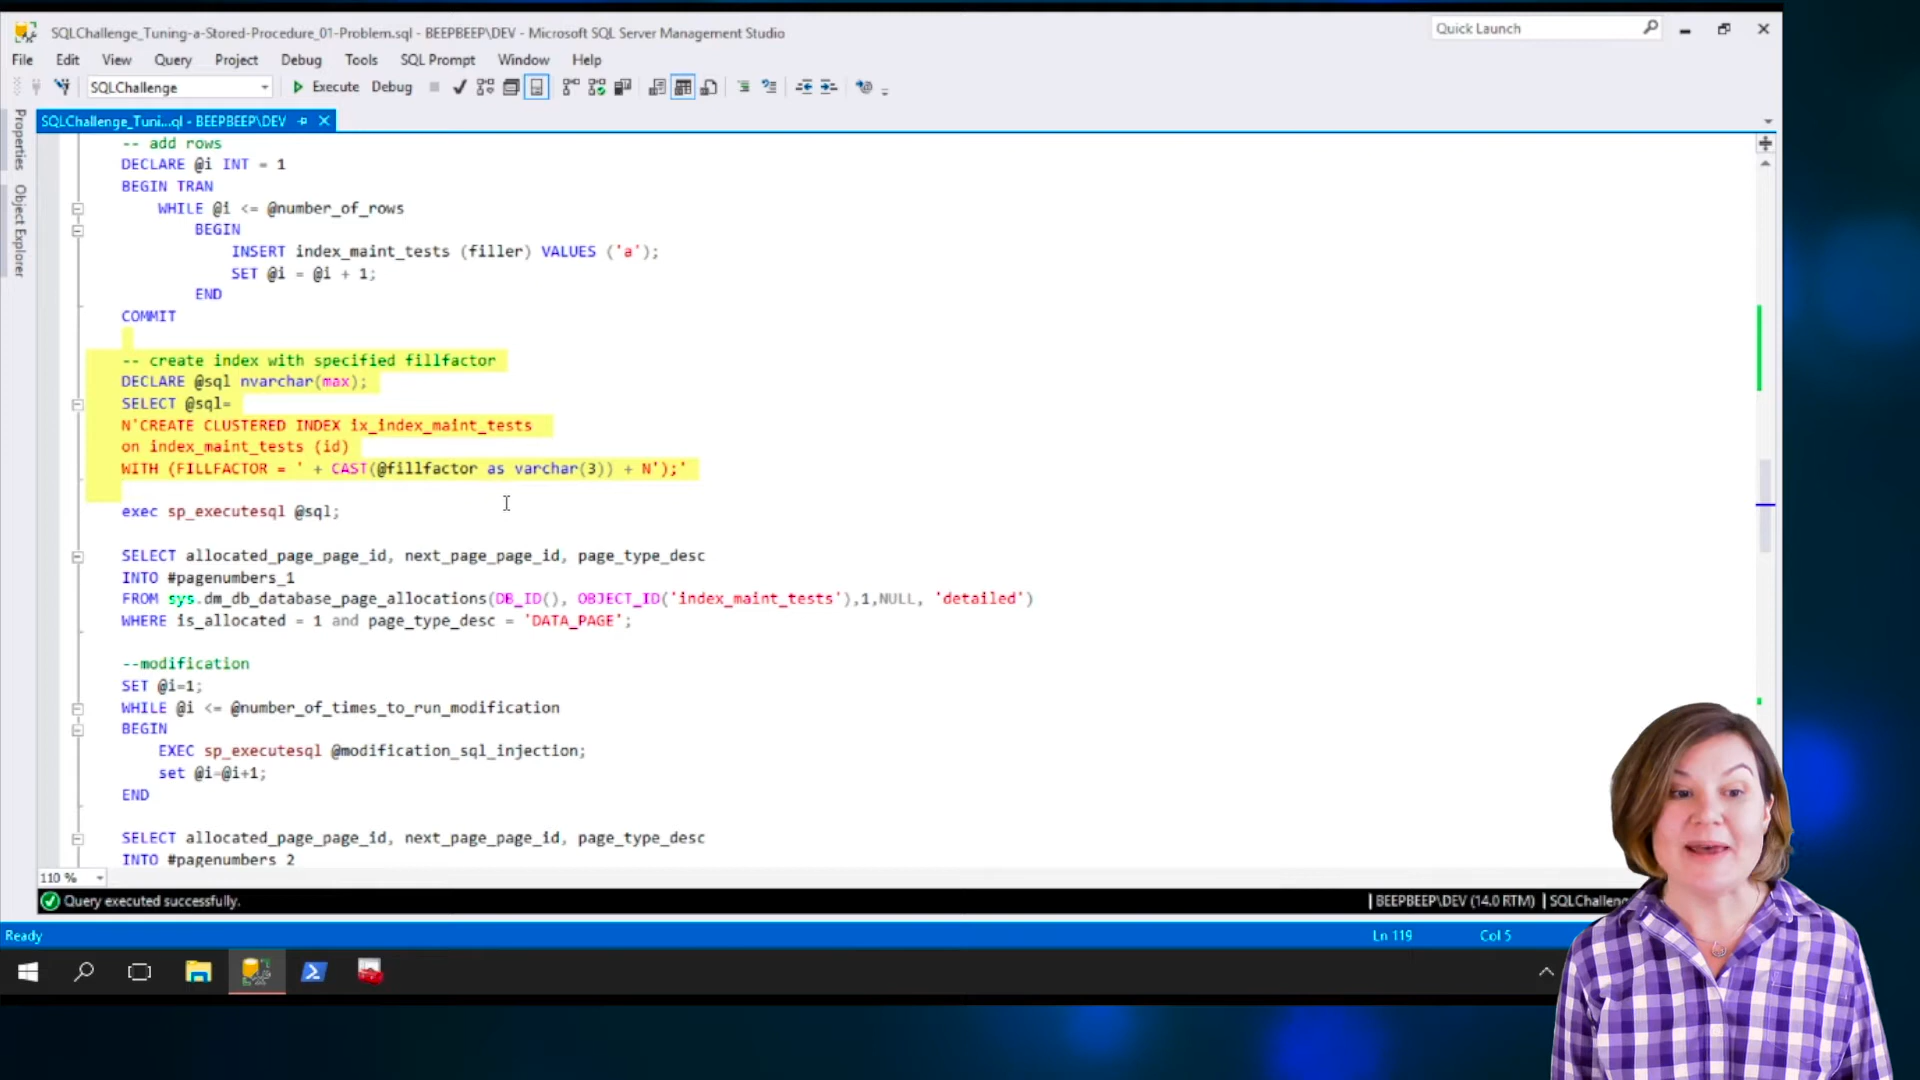 SQLChallenge_Tuning-a-Stored-Procedure_01-Problem.sql - BEEPBEEP\DEV - Microsoft SQL Server Management Studio
Quick Launch
File Edit View Query Project Debug Tools SQL Prompt Window Help
SQLChallenge Execute Debug
SQLChallenge_Tuni...ql - BEEPBEEP\DEV
Properties
Object Explorer
-- add rows
DECLARE @i INT = 1
BEGIN TRAN
WHILE @i <= @number_of_rows
BEGIN
INSERT index_maint_tests (filler) VALUES ('a');
SET @i = @i + 1;
END
COMMIT
-- create index with specified fillfactor
DECLARE @sql nvarchar(max);
SELECT @sql=
N'CREATE CLUSTERED INDEX ix_index_maint_tests
on index_maint_tests (id)
WITH (FILLFACTOR = ' + CAST(@fillfactor as varchar(3)) + N');'
exec sp_executesql @sql;
SELECT allocated_page_page_id, next_page_page_id, page_type_desc
INTO #pagenumbers_1
FROM sys.dm_db_database_page_allocations(DB_ID(), OBJECT_ID('index_maint_tests'),1,NULL, 'detailed')
WHERE is_allocated = 1 and page_type_desc = 'DATA_PAGE';
--modification
SET @i=1;
WHILE @i <= @number_of_times_to_run_modification
BEGIN
EXEC sp_executesql @modification_sql_injection;
set @i=@i+1;
END
SELECT allocated_page_page_id, next_page_page_id, page_type_desc
INTO #pagenumbers_2
110 %
Query executed successfully. BEEPBEEP\DEV (14.0 RTM) SQLChalleng
Ready Ln 119 Col 5